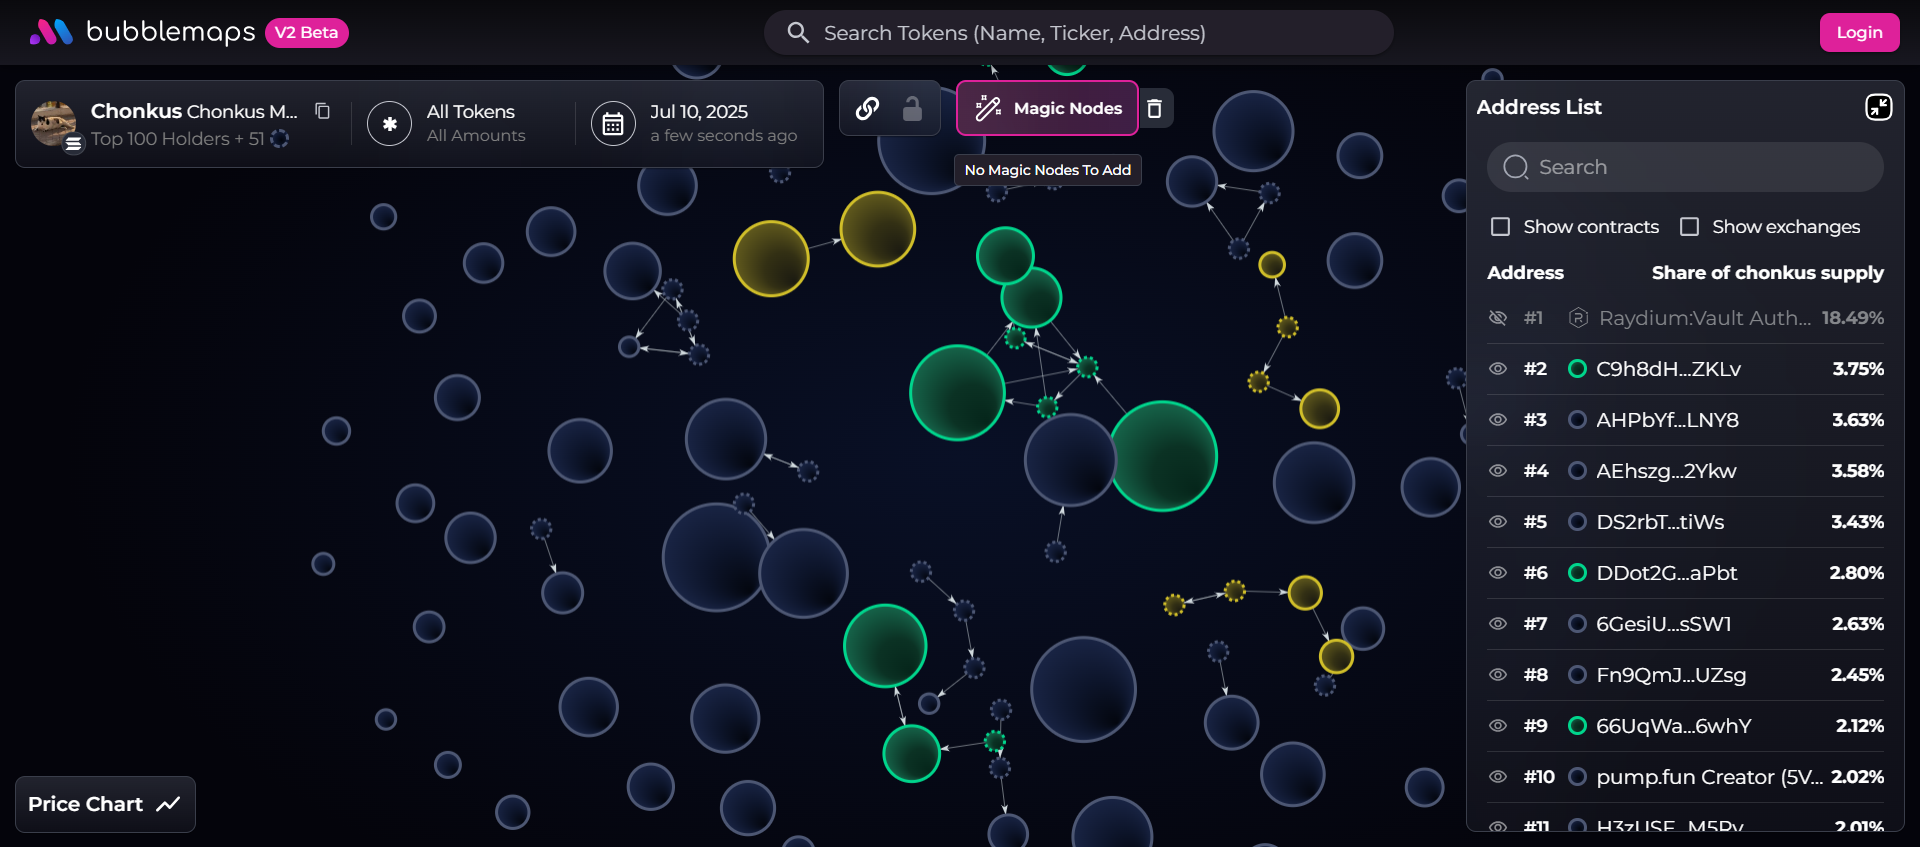 bubblemaps V2 Beta
Search Tokens (Name, Ticker, Address)
Login
Chonkus Chonkus M...
Top 100 Holders + 51
All Tokens
All Amounts
Jul 10, 2025
a few seconds ago
Magic Nodes
No Magic Nodes To Add
Address List
Search
Show contracts
Show exchanges
Address Share of chonkus supply
#1 Raydium:Vault Auth... 18.49%
#2 C9h8dH...ZKLv 3.75%
#3 AHPbYf...LNY8 3.63%
#4 AEhszg...2Ykw 3.58%
#5 DS2rbT...tiWs 3.43%
#6 DDot2G...aPbt 2.80%
#7 6GesiU...sSW1 2.63%
#8 Fn9QmJ...UZsg 2.45%
#9 66UqWa...6whY 2.12%
#10 pump.fun Creator (5V... 2.02%
#11 2.01%
Price Chart